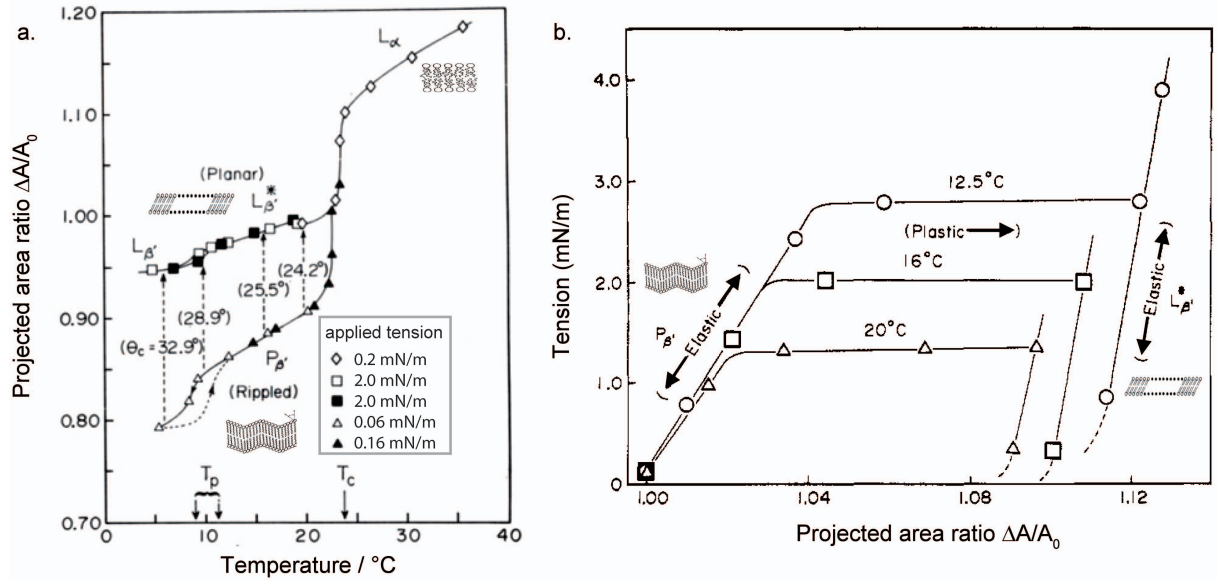 a.
1.20
1.10
1.00
0.90
0.80
0.70
Projected area ratio ΔA/A₀
Lα
(Planar)
Lβ'*
Lβ'
(24.2°)
(25.5°)
(28.9°)
(θc = 32.9°)
Pβ'
(Rippled)
applied tension
0.2 mN/m
2.0 mN/m
2.0 mN/m
0.06 mN/m
0.16 mN/m
Tp
Tc
0 10 20 30 40
Temperature / °C
b.
4.0
3.0
2.0
1.0
0
Tension (mN/m)
12.5°C
(Plastic)
16°C
20°C
Pβ'
(Elastic)
(Elastic)
Lβ'*
1.00 1.04 1.08 1.12
Projected area ratio ΔA/A₀